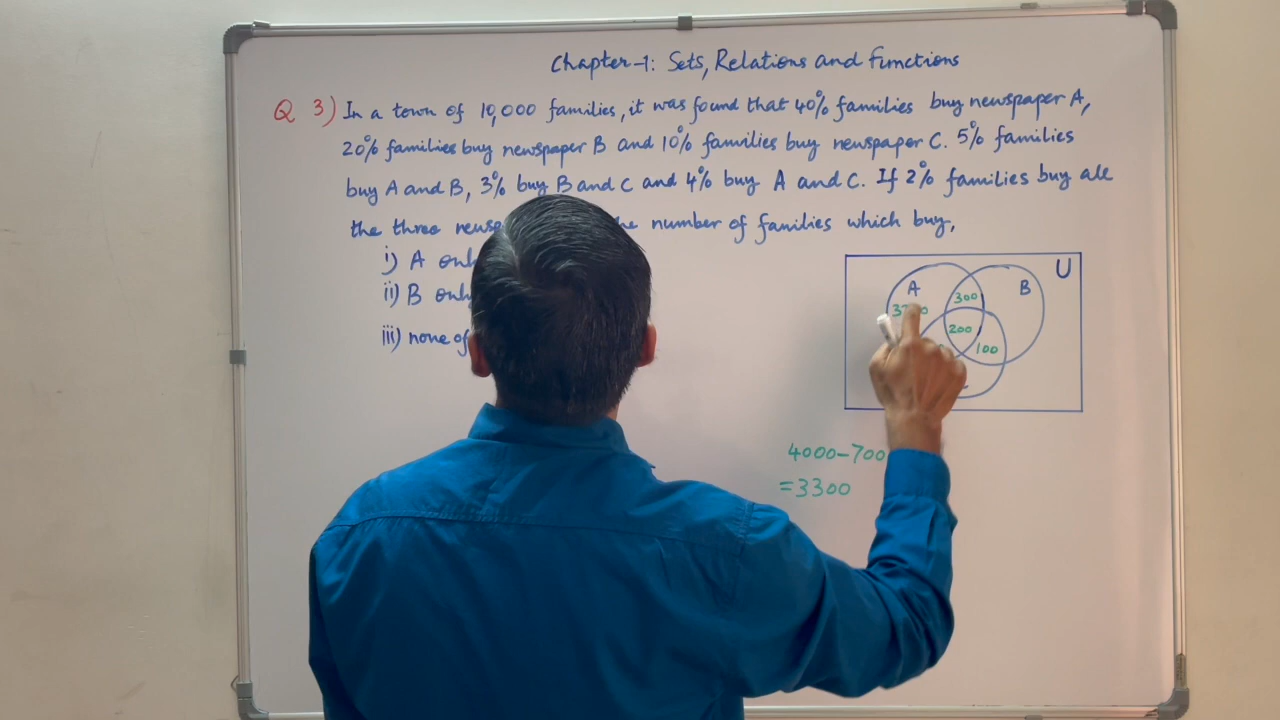 Chapter-1: Sets, Relations and Functions
Q 3) In a town of 10,000 families, it was found that 40% families buy newspaper A,
20% families buy newspaper B and 10% families buy newspaper C. 5% families
buy A and B, 3% buy B and C and 4% buy A and C. If 2% families buy all
the three number of families which buy,
i) A
ii) B
iii) none of
U
A
B
300
200
100
4000-700
=3300